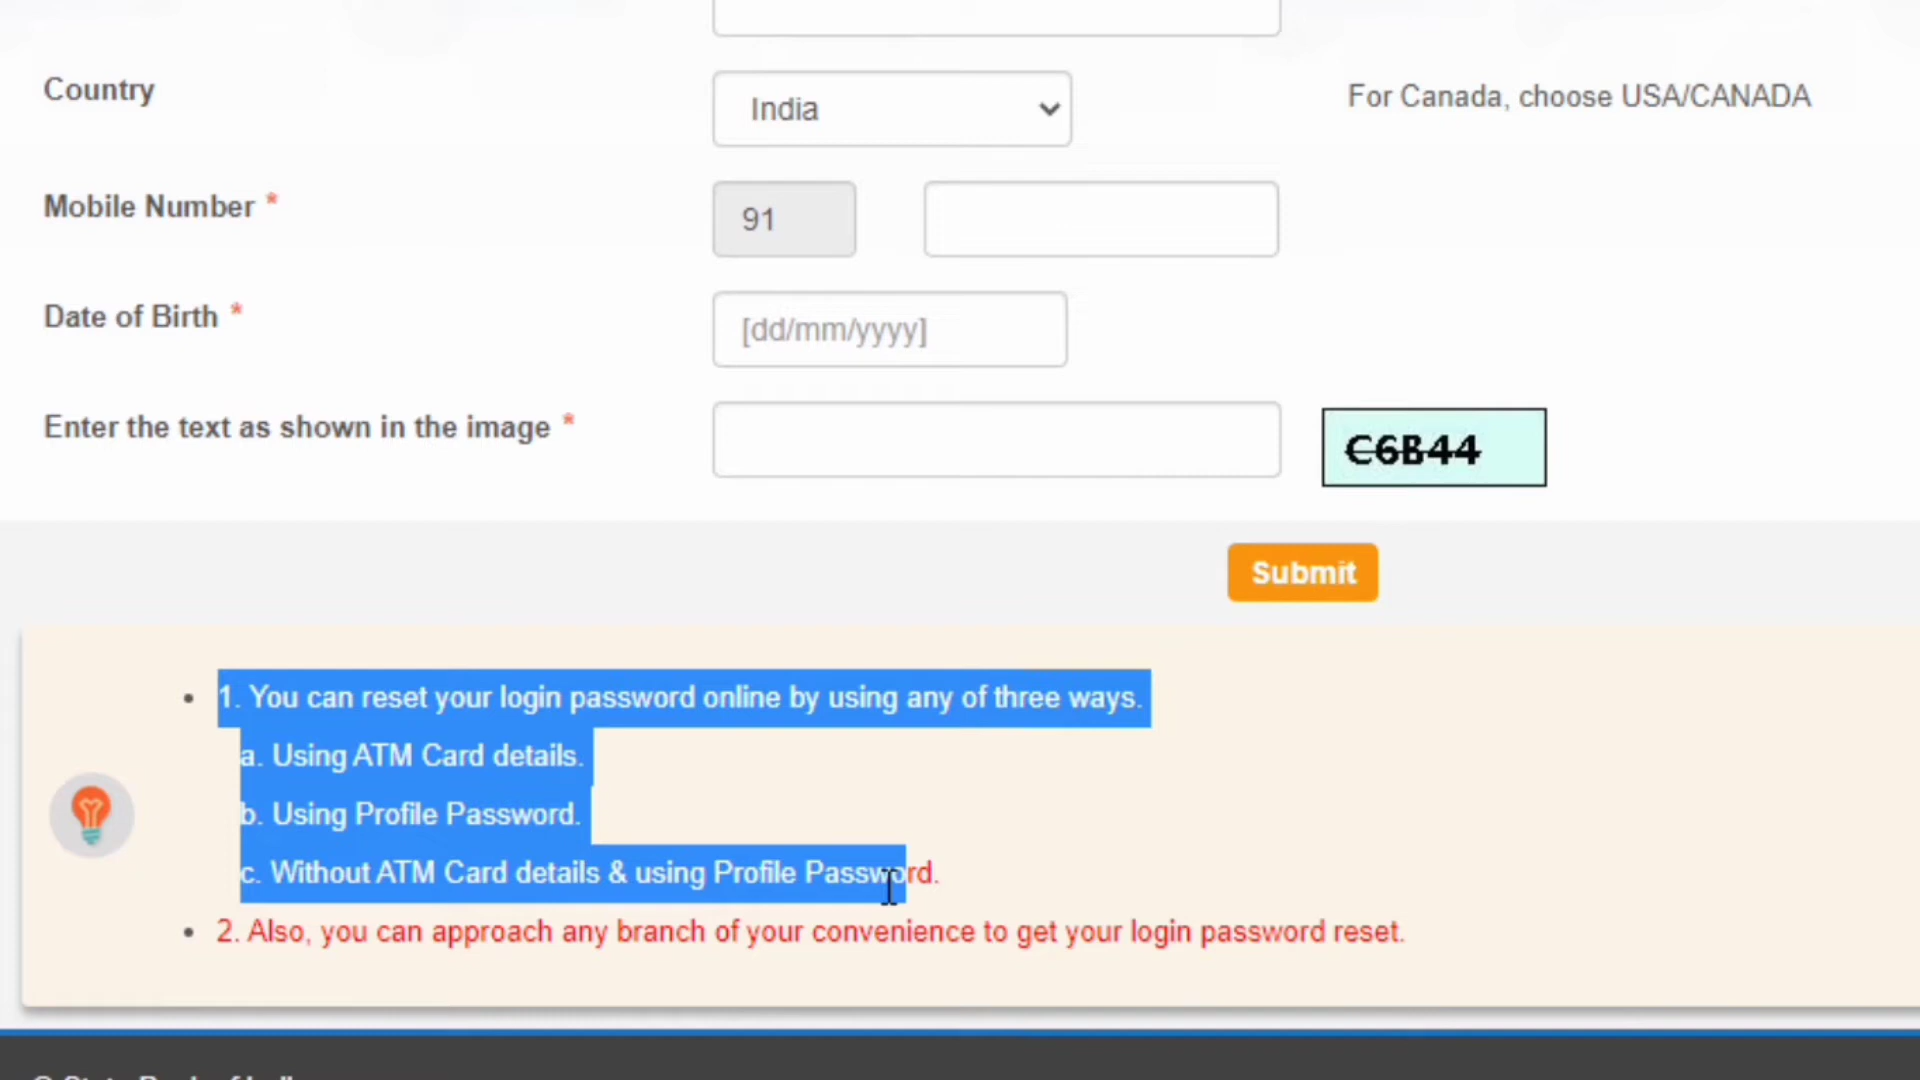 Country
India
For Canada, choose USA/CANADA
Mobile Number *
91
Date of Birth *
[dd/mm/yyyy]
Enter the text as shown in the image *
C6B44
Submit
1. You can reset your login password online by using any of three ways.
a. Using ATM Card details.
b. Using Profile Password.
c. Without ATM Card details & using Profile Password.
2. Also, you can approach any branch of your convenience to get your login password reset.